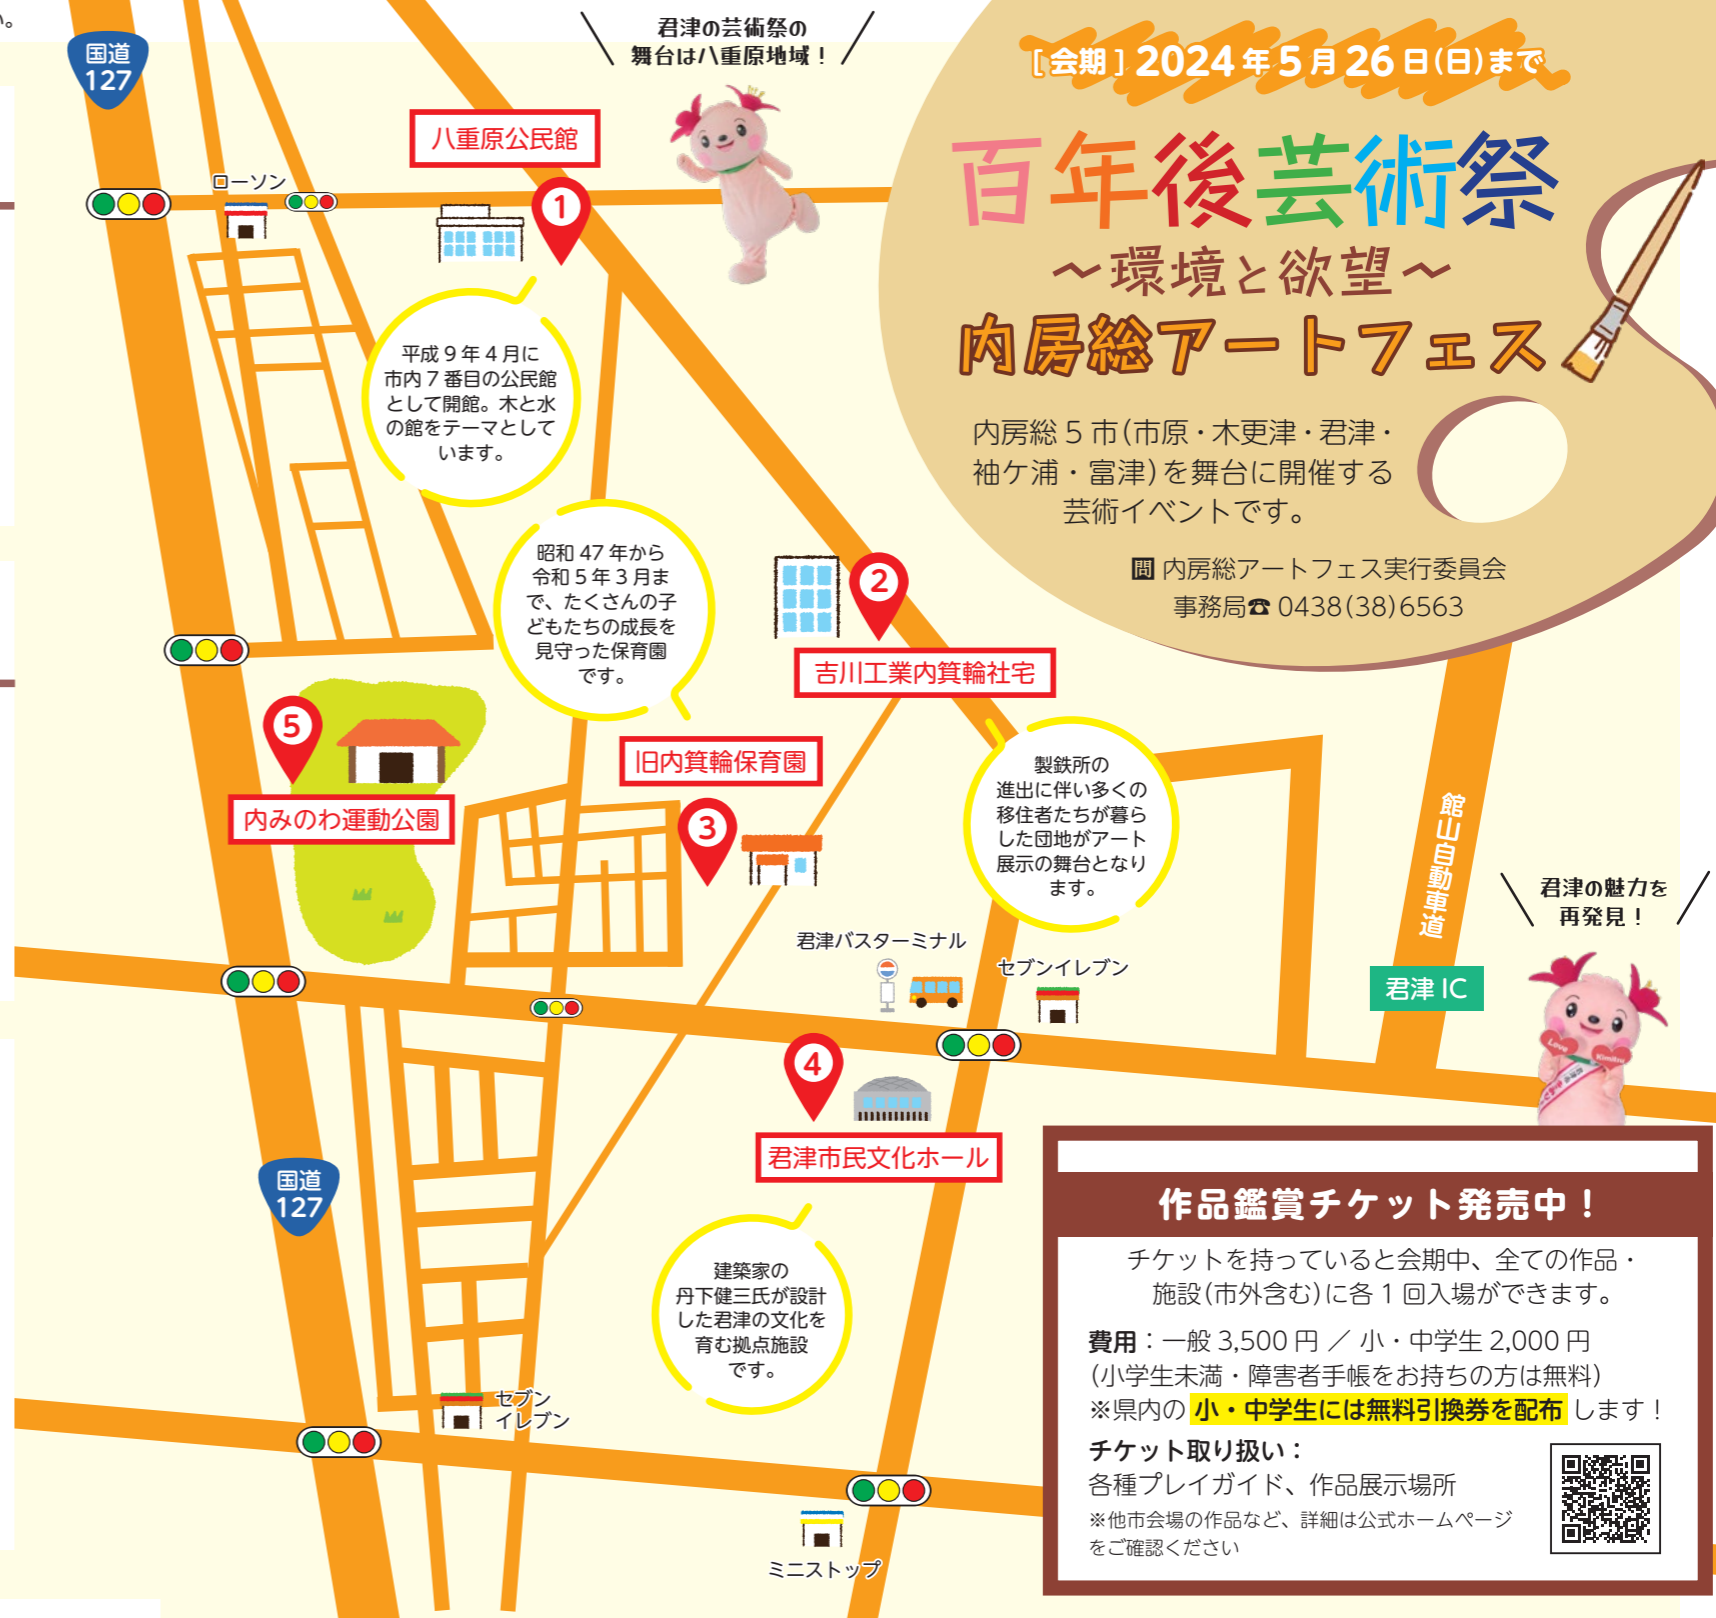 い。
国道
127
君津の芸術祭の
舞台は八重原地域！
[会期] 2024年5月26日(日)まで
百年後芸術祭
～環境と欲望～
内房総アートフェス
内房総5市(市原・木更津・君津・
袖ケ浦・富津)を舞台に開催する
芸術イベントです。
問 内房総アートフェス実行委員会
事務局☎ 0438(38)6563
八重原公民館
1
ローソン
平成9年4月に
市内7番目の公民館
として開館。木と水
の館をテーマとして
います。
昭和47年から
令和5年3月ま
で、たくさんの子
どもたちの成長を
見守った保育園
です。
2
吉川工業内箕輪社宅
5
内みのわ運動公園
旧内箕輪保育園
3
製鉄所の
進出に伴い多くの
移住者たちが暮ら
した団地がアート
展示の舞台となり
ます。
館山自動車道
君津の魅力を
再発見！
君津バスターミナル
セブンイレブン
君津IC
Love
Kimitsu
4
君津市民文化ホール
国道
127
建築家の
丹下健三氏が設計
した君津の文化を
育む拠点施設
です。
セブン
イレブン
ミニストップ
作品鑑賞チケット発売中！
チケットを持っていると会期中、全ての作品・
施設(市外含む)に各1回入場ができます。
費用：一般 3,500円 ／ 小・中学生 2,000円
(小学生未満・障害者手帳をお持ちの方は無料)
※県内の 小・中学生には無料引換券を配布 します！
チケット取り扱い：
各種プレイガイド、作品展示場所
※他市会場の作品など、詳細は公式ホームページ
をご確認ください